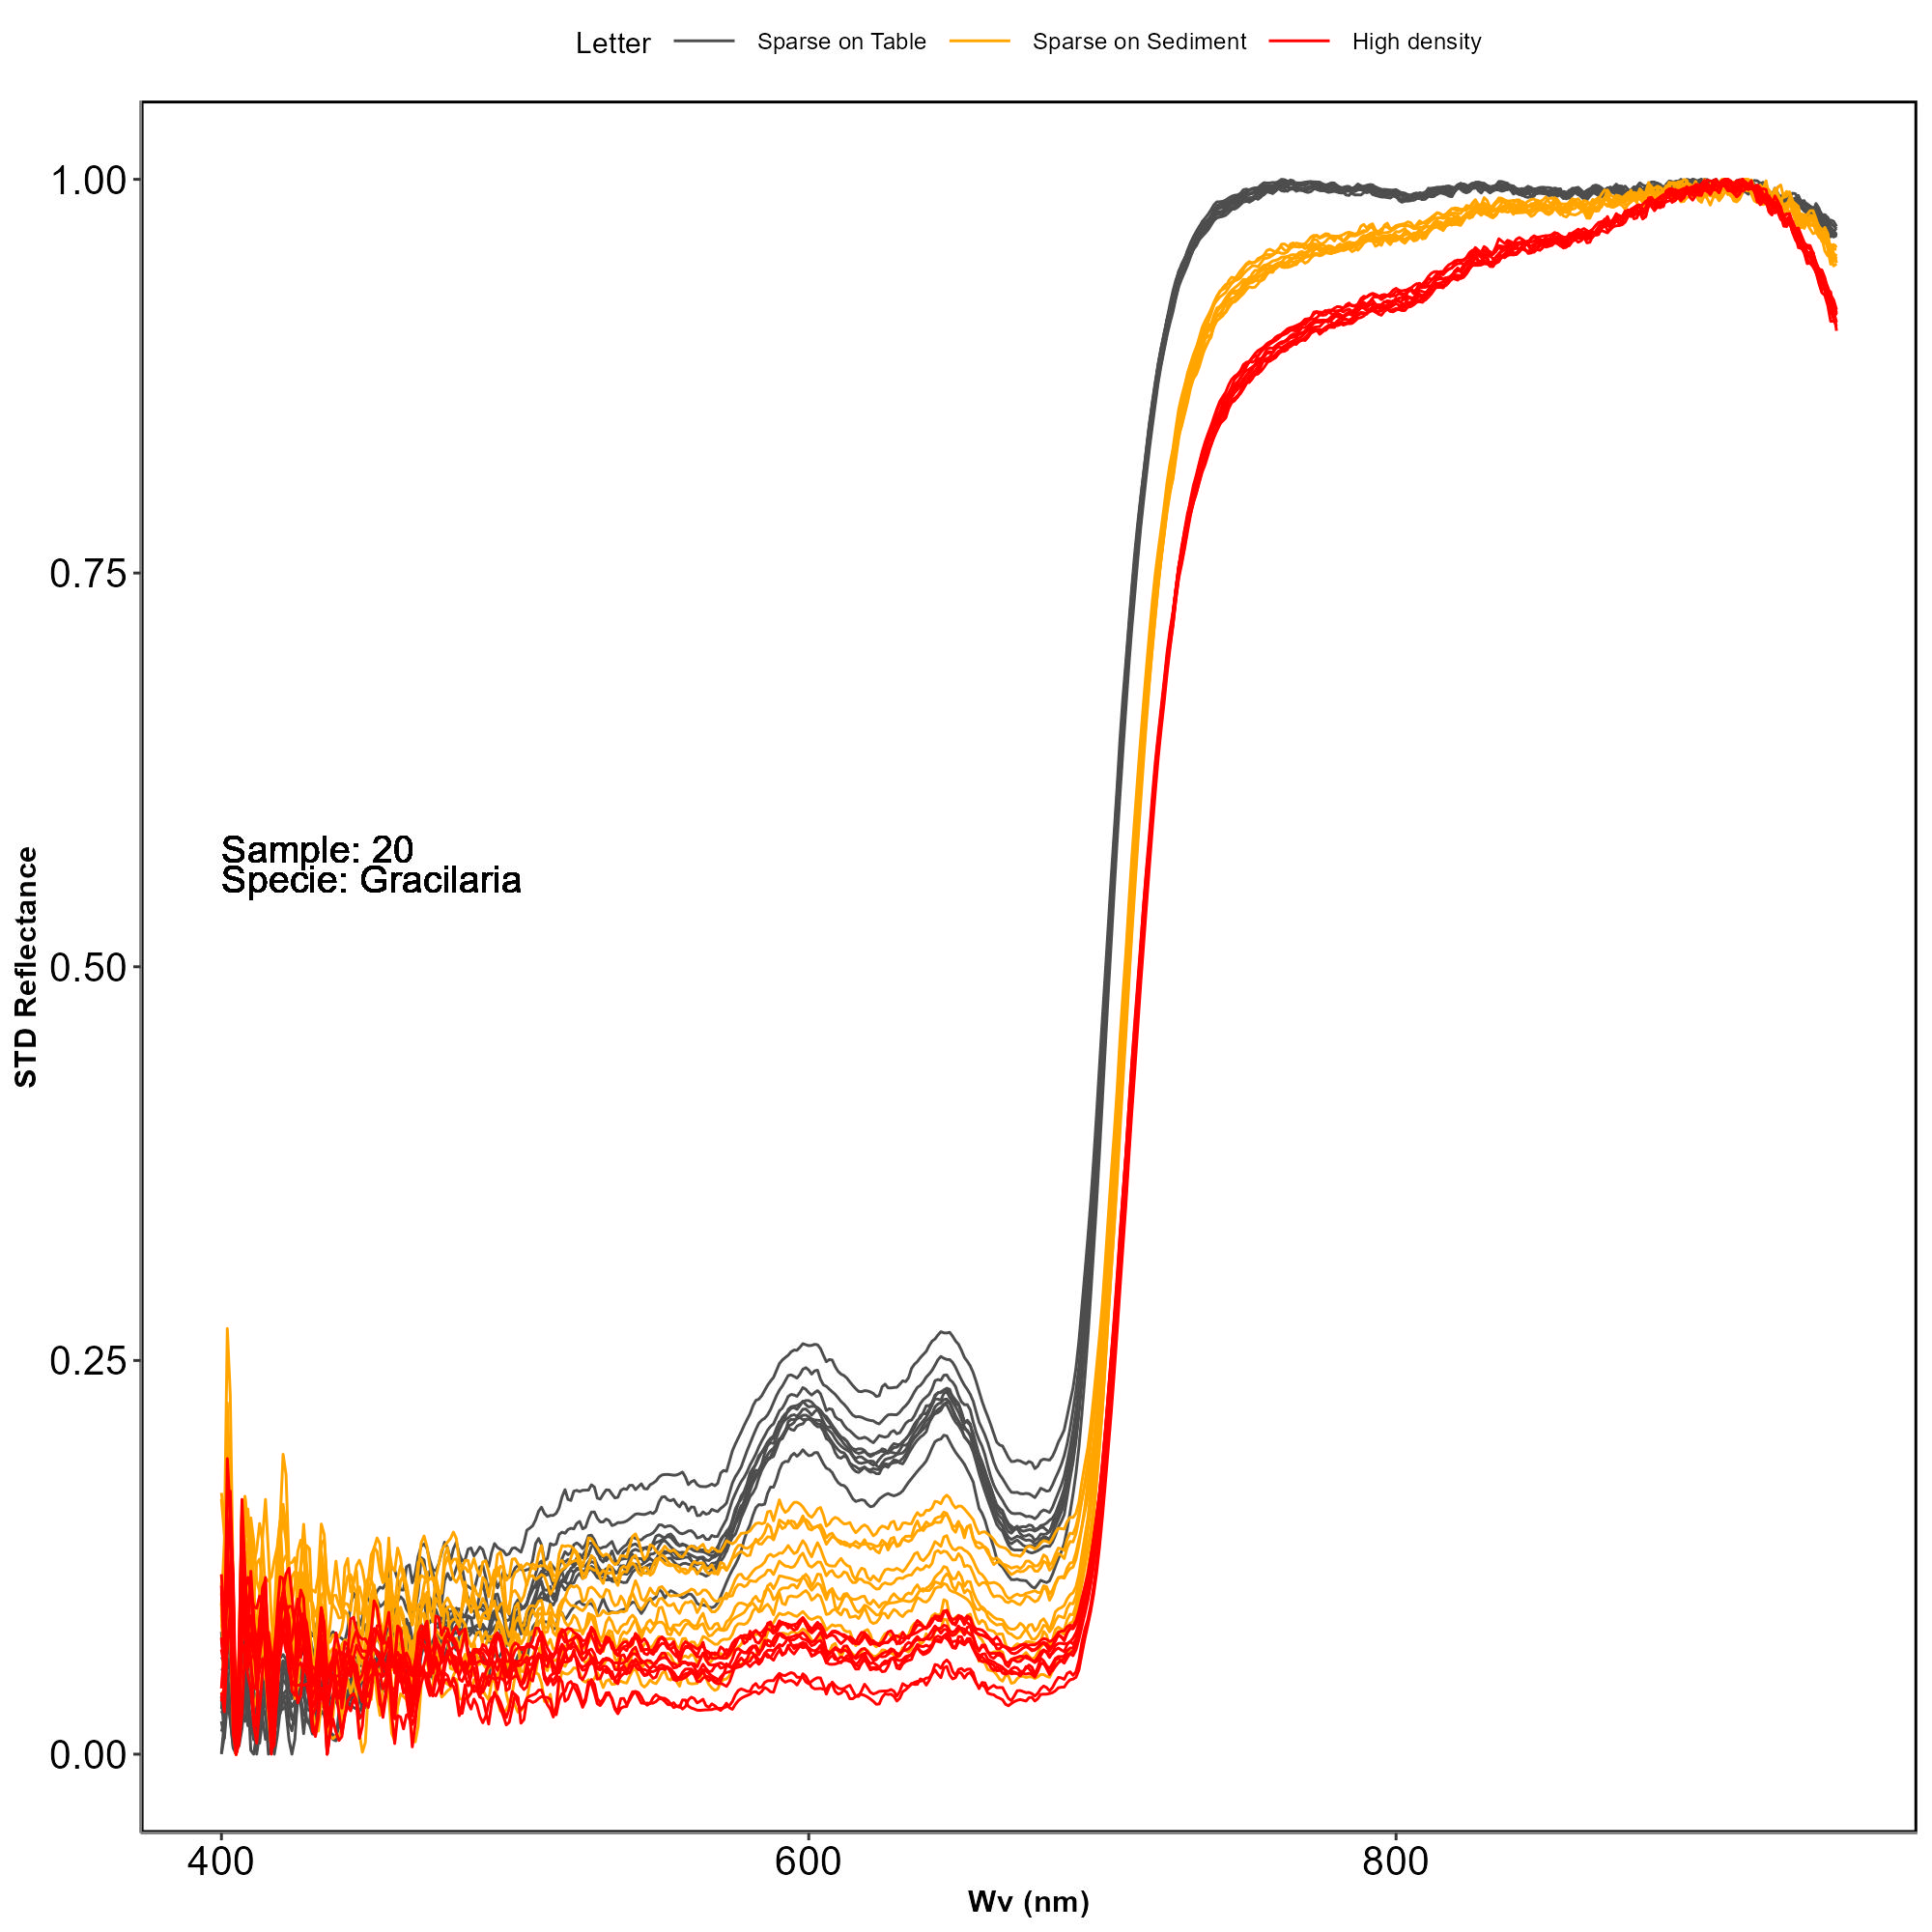 Letter Sparse on Table Sparse on Sediment High density
1.00
0.75
Sample: 20
Specie: Gracilaria
STD Reflectance
0.50
0.25
0.00
400 600 800
Wv (nm)